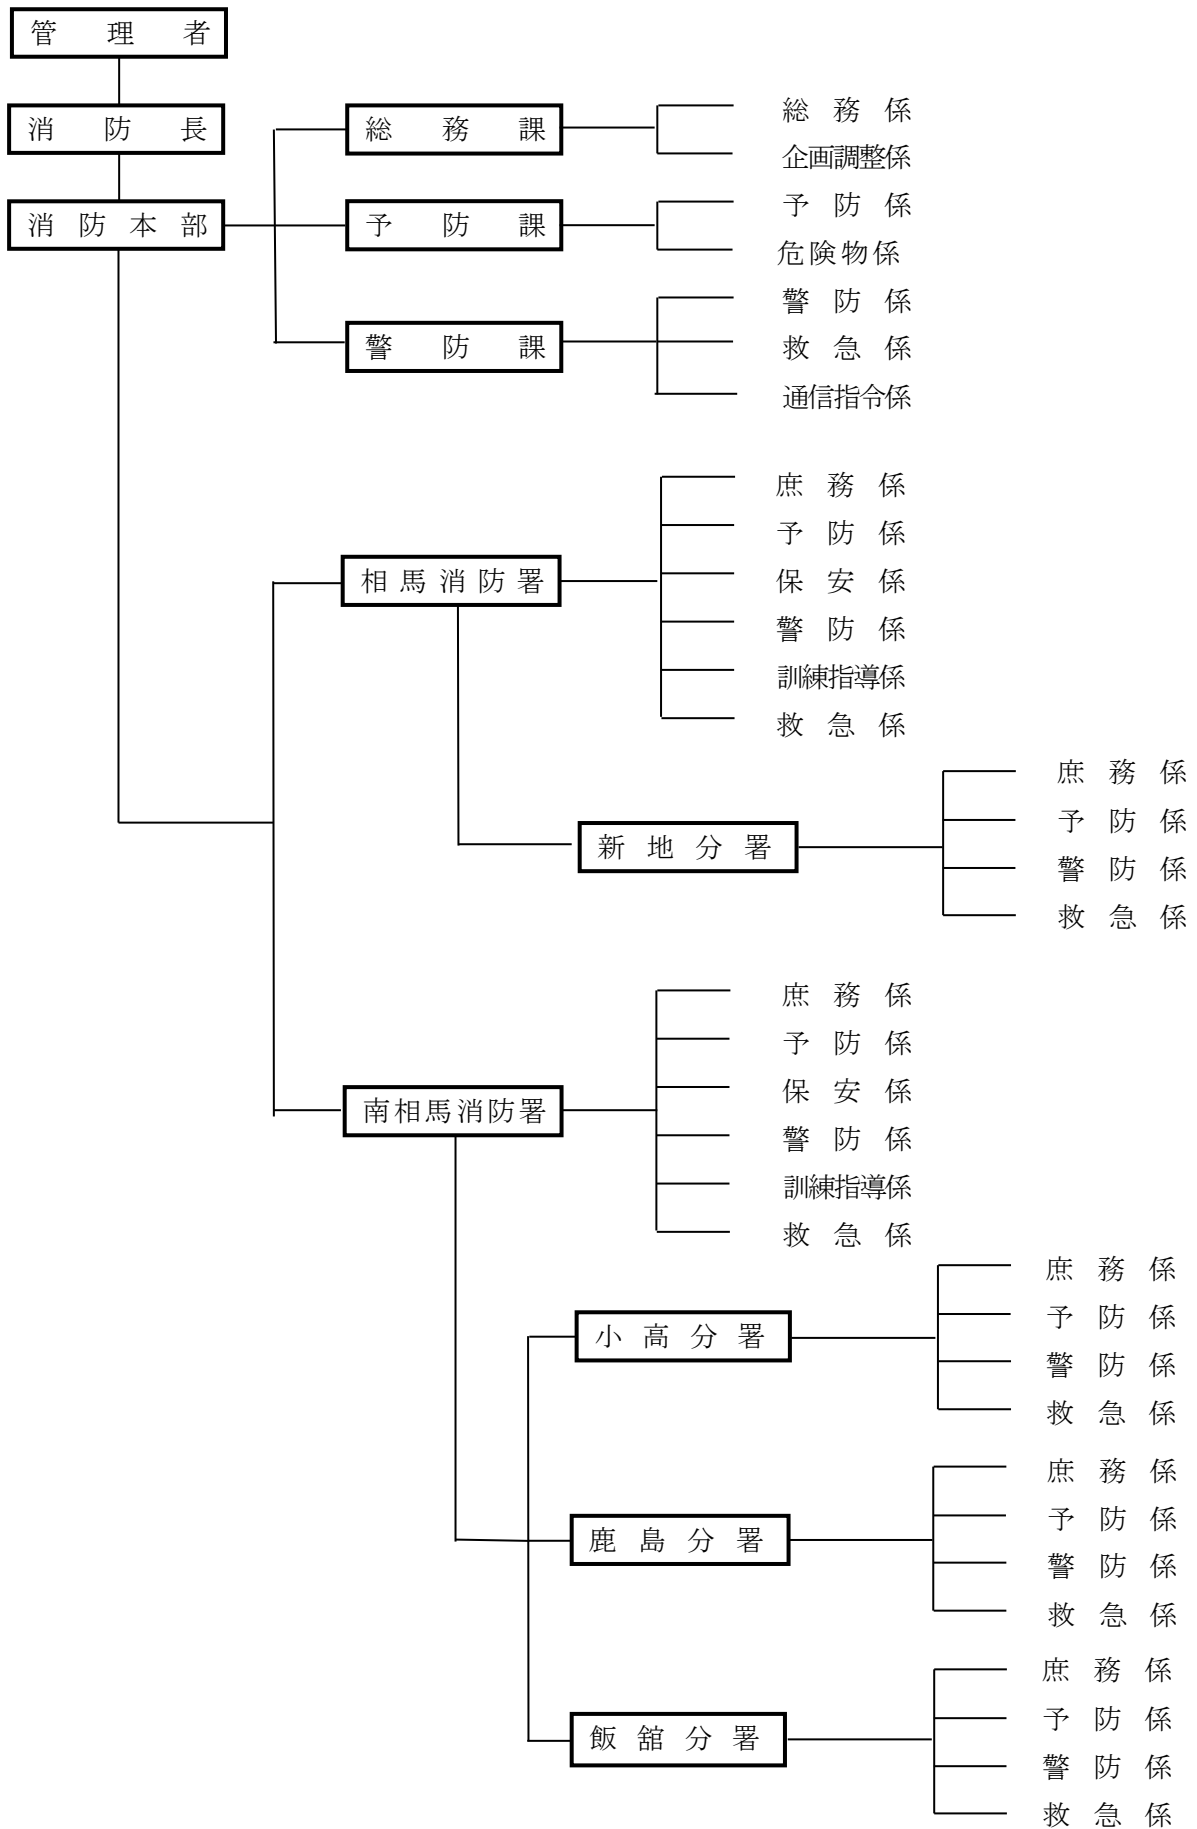 管理者
消防長
消防本部
総務課
総務係
企画調整係
予防課
予防係
危険物係
警防課
警防係
救急係
通信指令係
相馬消防署
庶務係
予防係
保安係
警防係
訓練指導係
救急係
新地分署
庶務係
予防係
警防係
救急係
南相馬消防署
庶務係
予防係
保安係
警防係
訓練指導係
救急係
小高分署
庶務係
予防係
警防係
救急係
鹿島分署
庶務係
予防係
警防係
救急係
飯舘分署
庶務係
予防係
警防係
救急係